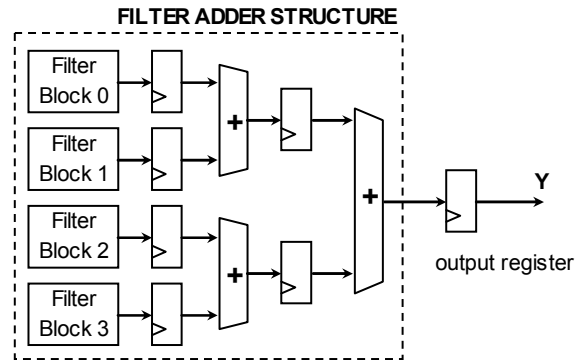 FILTER ADDER STRUCTURE
Filter
Block 0
Filter
Block 1
+
Filter
Block 2
Filter
Block 3
+
+
Y
output register